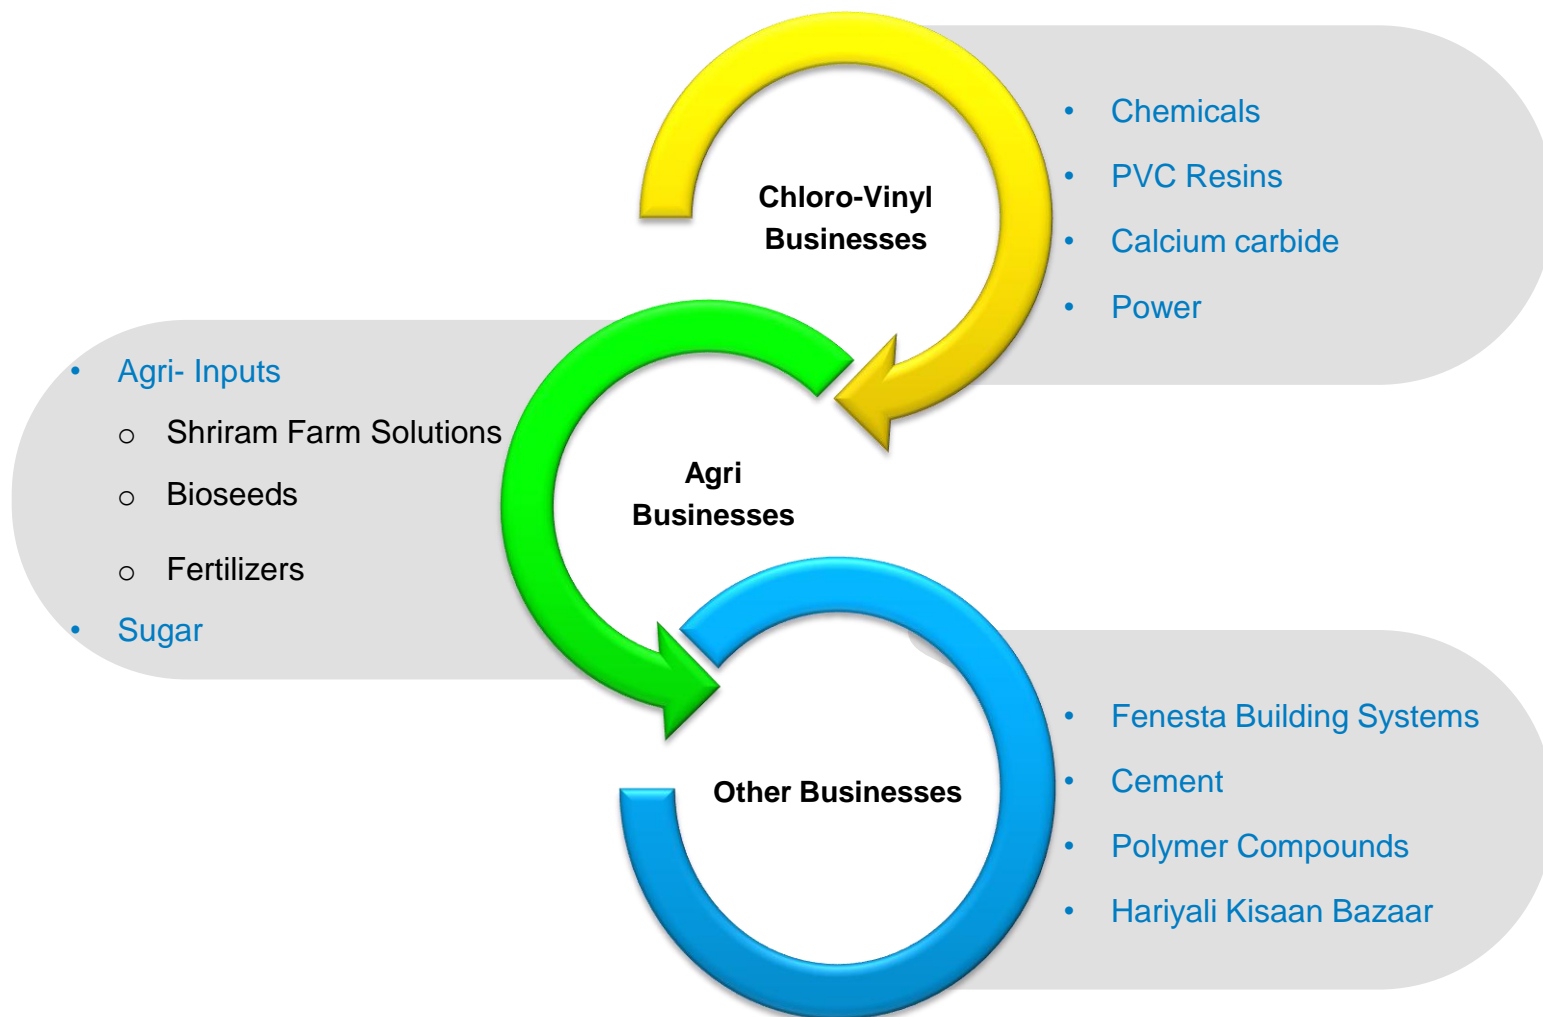 Chloro-Vinyl
Businesses
• Chemicals
• PVC Resins
• Calcium carbide
• Power
Agri
Businesses
• Agri- Inputs
o Shriram Farm Solutions
o Bioseeds
o Fertilizers
• Sugar
Other Businesses
• Fenesta Building Systems
• Cement
• Polymer Compounds
• Hariyali Kisaan Bazaar